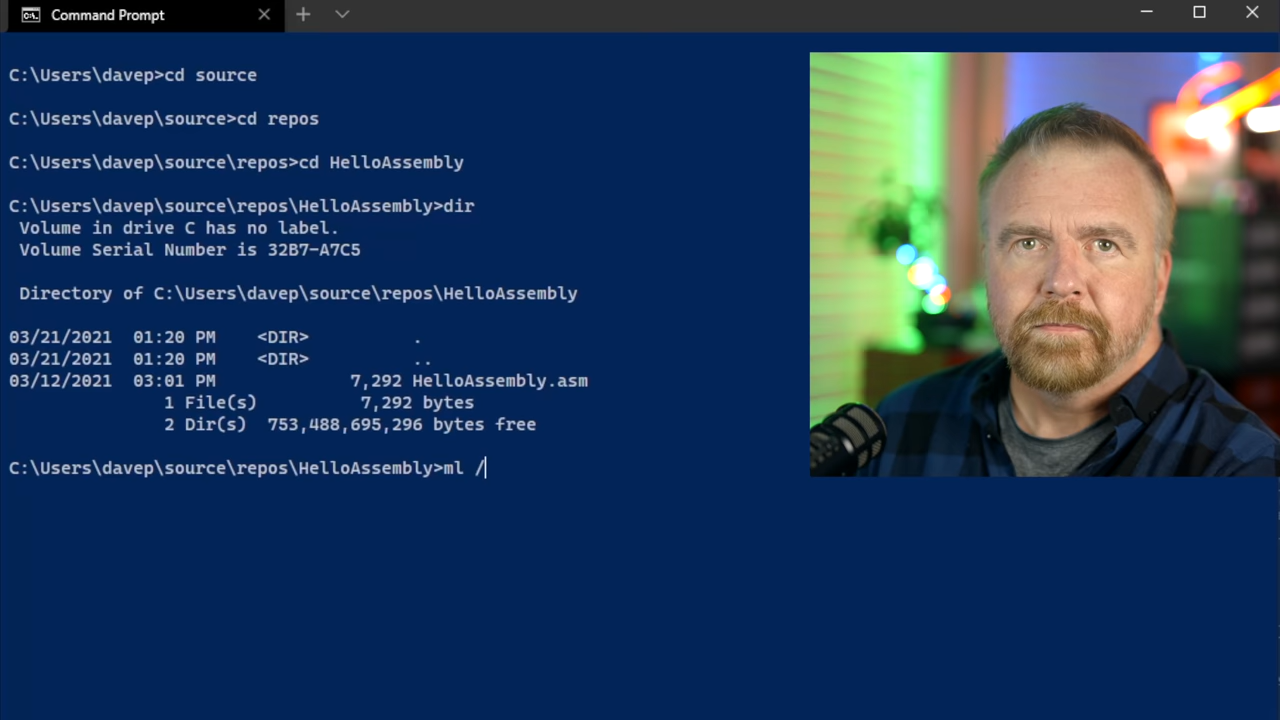 Command Prompt
C:\Users\davep>cd source
C:\Users\davep\source>cd repos
C:\Users\davep\source\repos>cd HelloAssembly
C:\Users\davep\source\repos\HelloAssembly>dir
 Volume in drive C has no label.
 Volume Serial Number is 32B7-A7C5
 Directory of C:\Users\davep\source\repos\HelloAssembly
03/21/2021  01:20 PM    <DIR>          .
03/21/2021  01:20 PM    <DIR>          ..
03/12/2021  03:01 PM             7,292 HelloAssembly.asm
               1 File(s)          7,292 bytes
               2 Dir(s)  753,488,695,296 bytes free
C:\Users\davep\source\repos\HelloAssembly>ml /